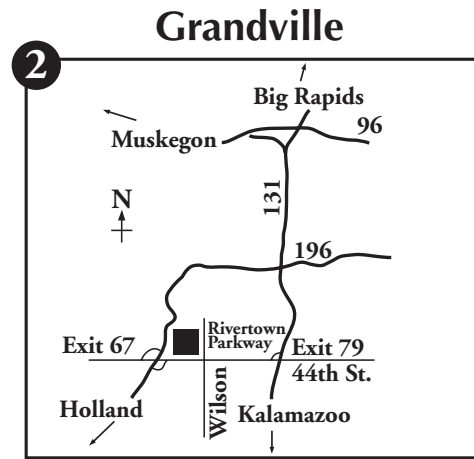 Grandville
2
Big Rapids
96
Muskegon
131
N
196
Rivertown
Parkway
Exit 67
Exit 79
44th St.
Wilson
Holland
Kalamazoo